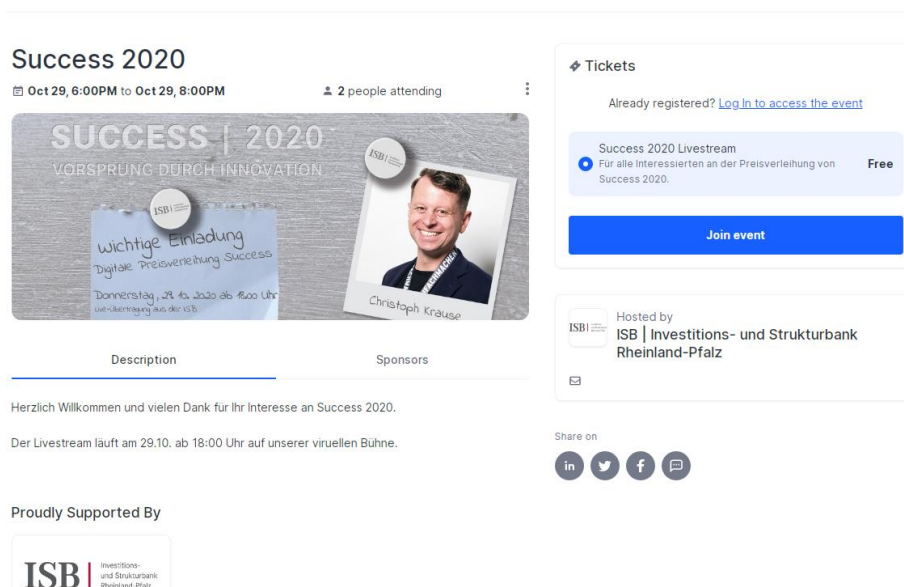 Success 2020
Oct 29, 6:00PM to Oct 29, 8:00PM
2 people attending
SUCCESS | 2020
VORSPRUNG DURCH INNOVATION
ISB
ISB
Wichtige Einladung
Digitale Preisverleihung Success
Donnerstag, 29. 10. 2020 ab 18:00 Uhr
Live-Übertragung aus der ISB
Christoph Krause
Description
Sponsors
Herzlich Willkommen und vielen Dank für Ihr Interesse an Success 2020.
Der Livestream läuft am 29.10. ab 18:00 Uhr auf unserer viruellen Bühne.
Proudly Supported By
ISB | Investitions-
und Strukturbank
Rheinland-Pfalz
Tickets
Already registered? Log In to access the event
Success 2020 Livestream
Für alle Interessierten an der Preisverleihung von
Success 2020.
Free
Join event
ISB
Hosted by
ISB | Investitions- und Strukturbank
Rheinland-Pfalz
Share on